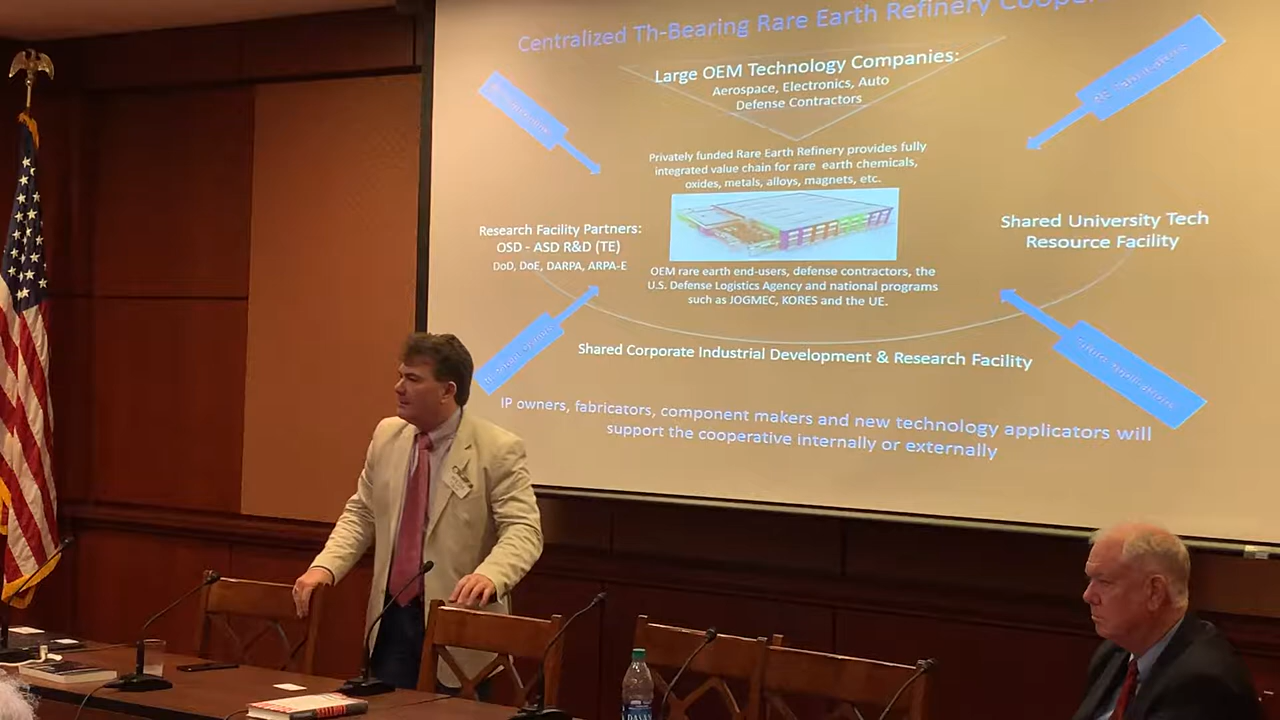 Centralized Th-Bearing Rare Earth Refinery
Large OEM Technology Companies:
Aerospace, Electronics, Auto
Defense Contractors
Privately funded Rare Earth Refinery provides fully
integrated value chain for rare earth chemicals,
oxides, metals, alloys, magnets, etc.
Research Facility Partners:
OSD - ASD R&D (TE)
DoD, DoE, DARPA, ARPA-E
Shared University Tech
Resource Facility
OEM rare earth end-users, defense contractors, the
U.S. Defense Logistics Agency and national programs
such as JOGMEC, KORES and the UE.
Shared Corporate Industrial Development & Research Facility
Future Applications
IP owners, fabricators, component makers and new technology applicators will
support the cooperative internally or externally
DASANI